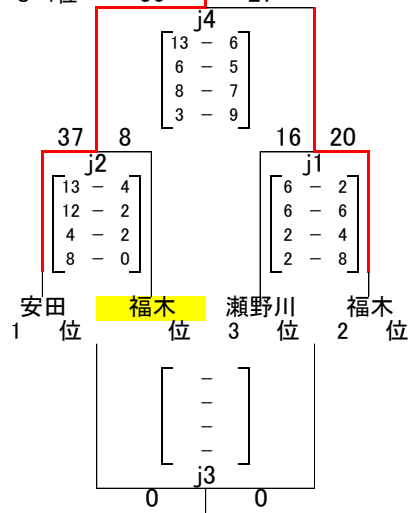 j4
13 － 6
6 － 5
8 － 7
3 － 9
37 8 16 20
j2 j1
13 － 4 6 － 2
12 － 2 6 － 6
4 － 2 2 － 4
8 － 0 2 － 8
安田 福木 瀬野川 福木
1 位 位 3 位 2 位
－
－
－
－
j3
0 0